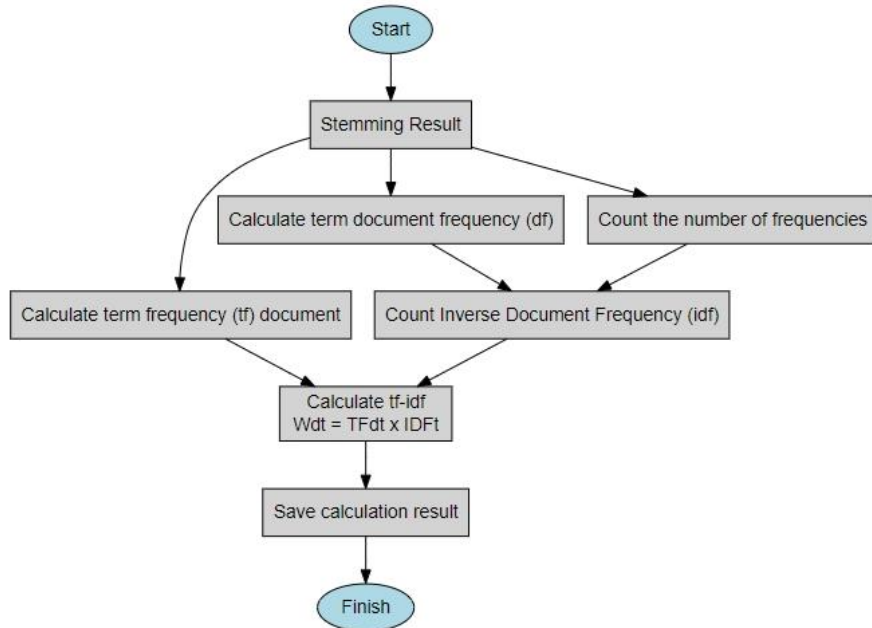 Start
Stemming Result
Calculate term document frequency (df)
Count the number of frequencies
Calculate term frequency (tf) document
Count Inverse Document Frequency (idf)
Calculate tf-idf
Wdt = TFdt x IDFt
Save calculation result
Finish